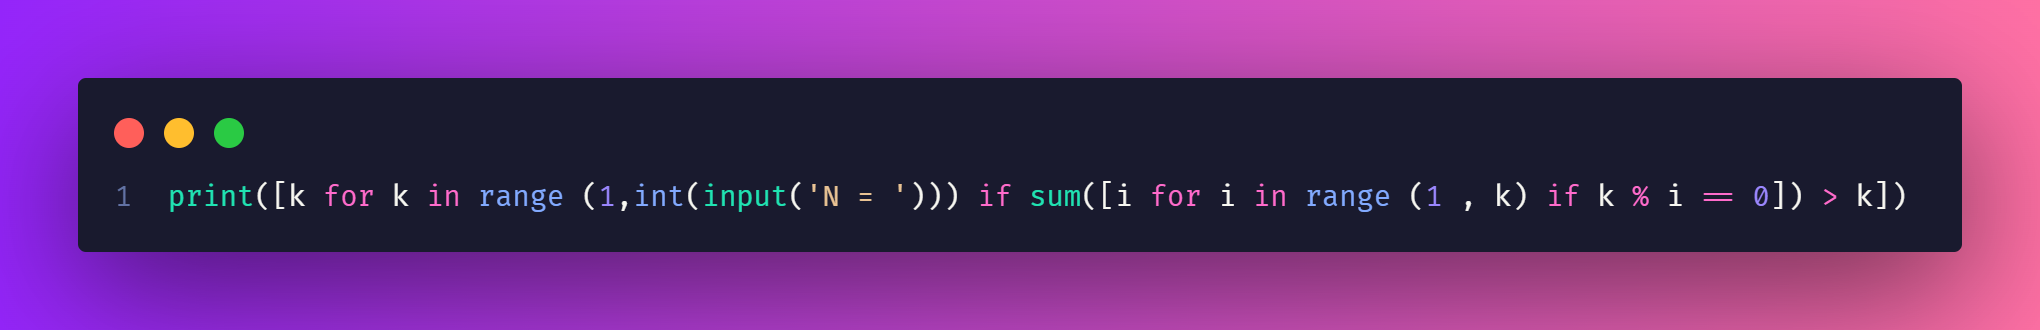 1 print([k for k in range (1,int(input('N = '))) if sum([i for i in range (1 , k) if k % i == 0]) > k])